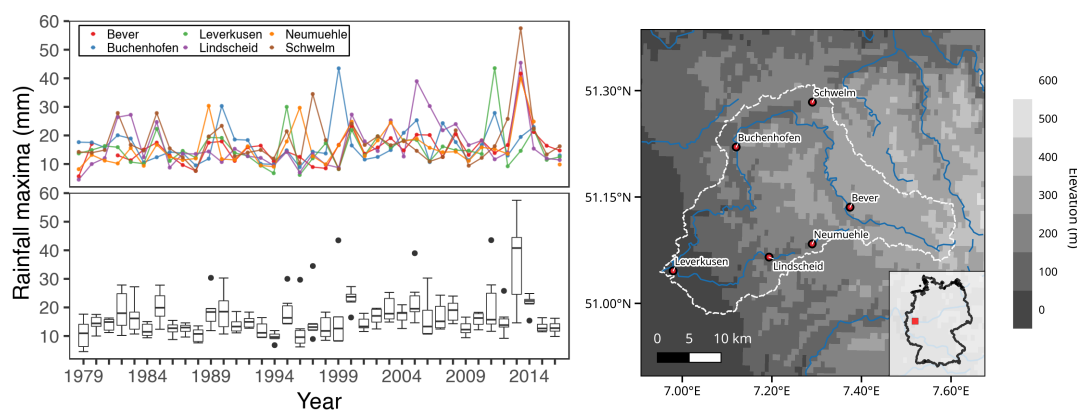 60
50
40
30
20
10
Bever
Leverkusen
Neumuehle
Buchenhofen
Lindscheid
Schwelm
Rainfall maxima (mm)
60
50
40
30
20
10
1979 1984 1989 1994 1999 2004 2009 2014
Year
51.30°N
51.15°N
51.00°N
Schwelm
Buchenhofen
Bever
Neumuehle
Leverkusen
Lindscheid
0 5 10 km
7.00°E 7.20°E 7.40°E 7.60°E
600
500
400
300
200
100
0
Elevation (m)